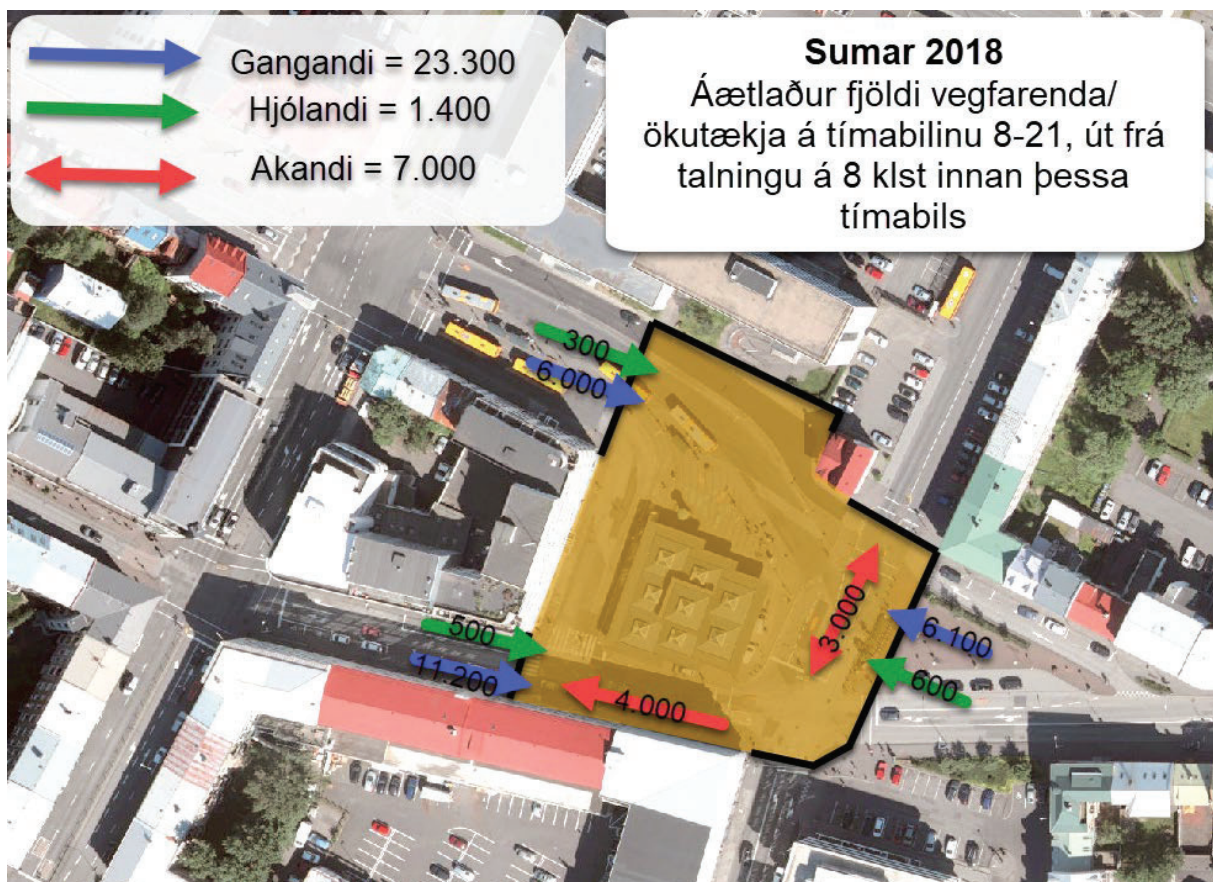 Gangandi = 23.300
Hjólandi = 1.400
Akandi = 7.000
Sumar 2018
Áætlaður fjöldi vegfarenda/
ökutækja á tímabilinu 8-21, út frá
talningu á 8 klst innan þessa
tímabils
300
6.000
3.000
6.100
500
600
11.200
4.000